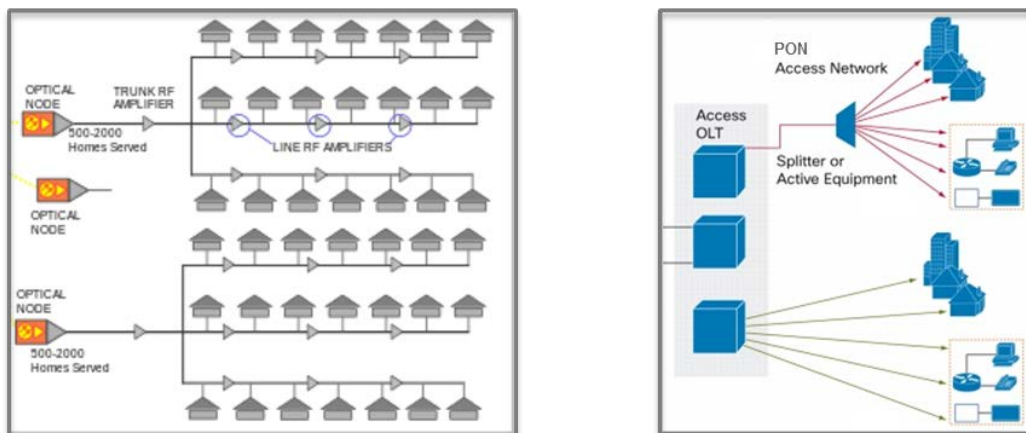 OPTICAL
NODE
TRUNK RF
AMPLIFIER
500-2000
Homes Served
LINE RF AMPLIFIERS
OPTICAL
NODE
OPTICAL
NODE
500-2000
Homes Served
PON
Access Network
Access
OLT
Splitter or
Active Equipment